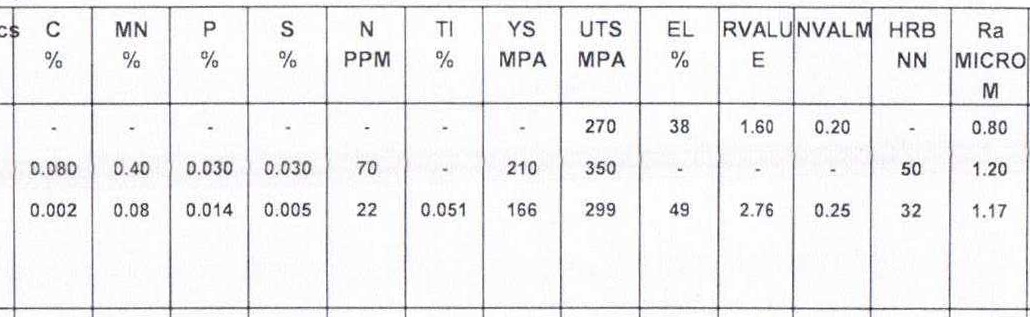 cs C MN P S N TI YS UTS EL RVALU NVALM HRB Ra
% % % % PPM % MPA MPA % E NN MICRO
M
- - - - - - - 270 38 1.60 0.20 - 0.80
0.080 0.40 0.030 0.030 70 - 210 350 - - - 50 1.20
0.002 0.08 0.014 0.005 22 0.051 166 299 49 2.76 0.25 32 1.17